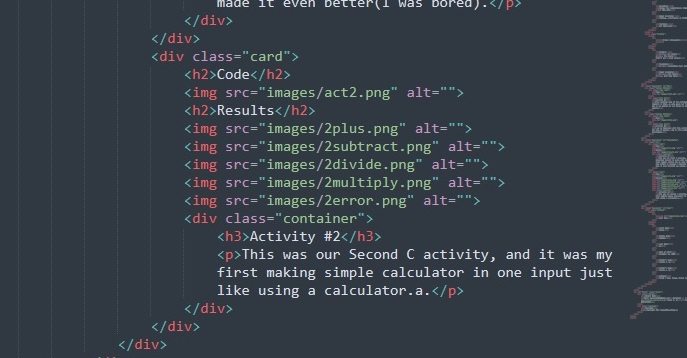 made it even better(I was bored).</p>
</div>
</div>
<div class="card">
<h2>Code</h2>
<img src="images/act2.png" alt="">
<h2>Results</h2>
<img src="images/2plus.png" alt="">
<img src="images/2subtract.png" alt="">
<img src="images/2divide.png" alt="">
<img src="images/2multiply.png" alt="">
<img src="images/2error.png" alt="">
<div class="container">
<h3>Activity #2</h3>
<p>This was our Second C activity, and it was my
first making simple calculator in one input just
like using a calculator.a.</p>
</div>
</div>
</div>